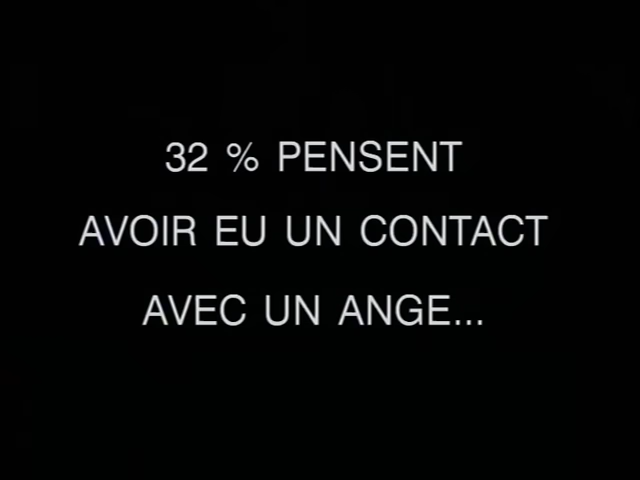 32 % PENSENT
AVOIR EU UN CONTACT
AVEC UN ANGE...